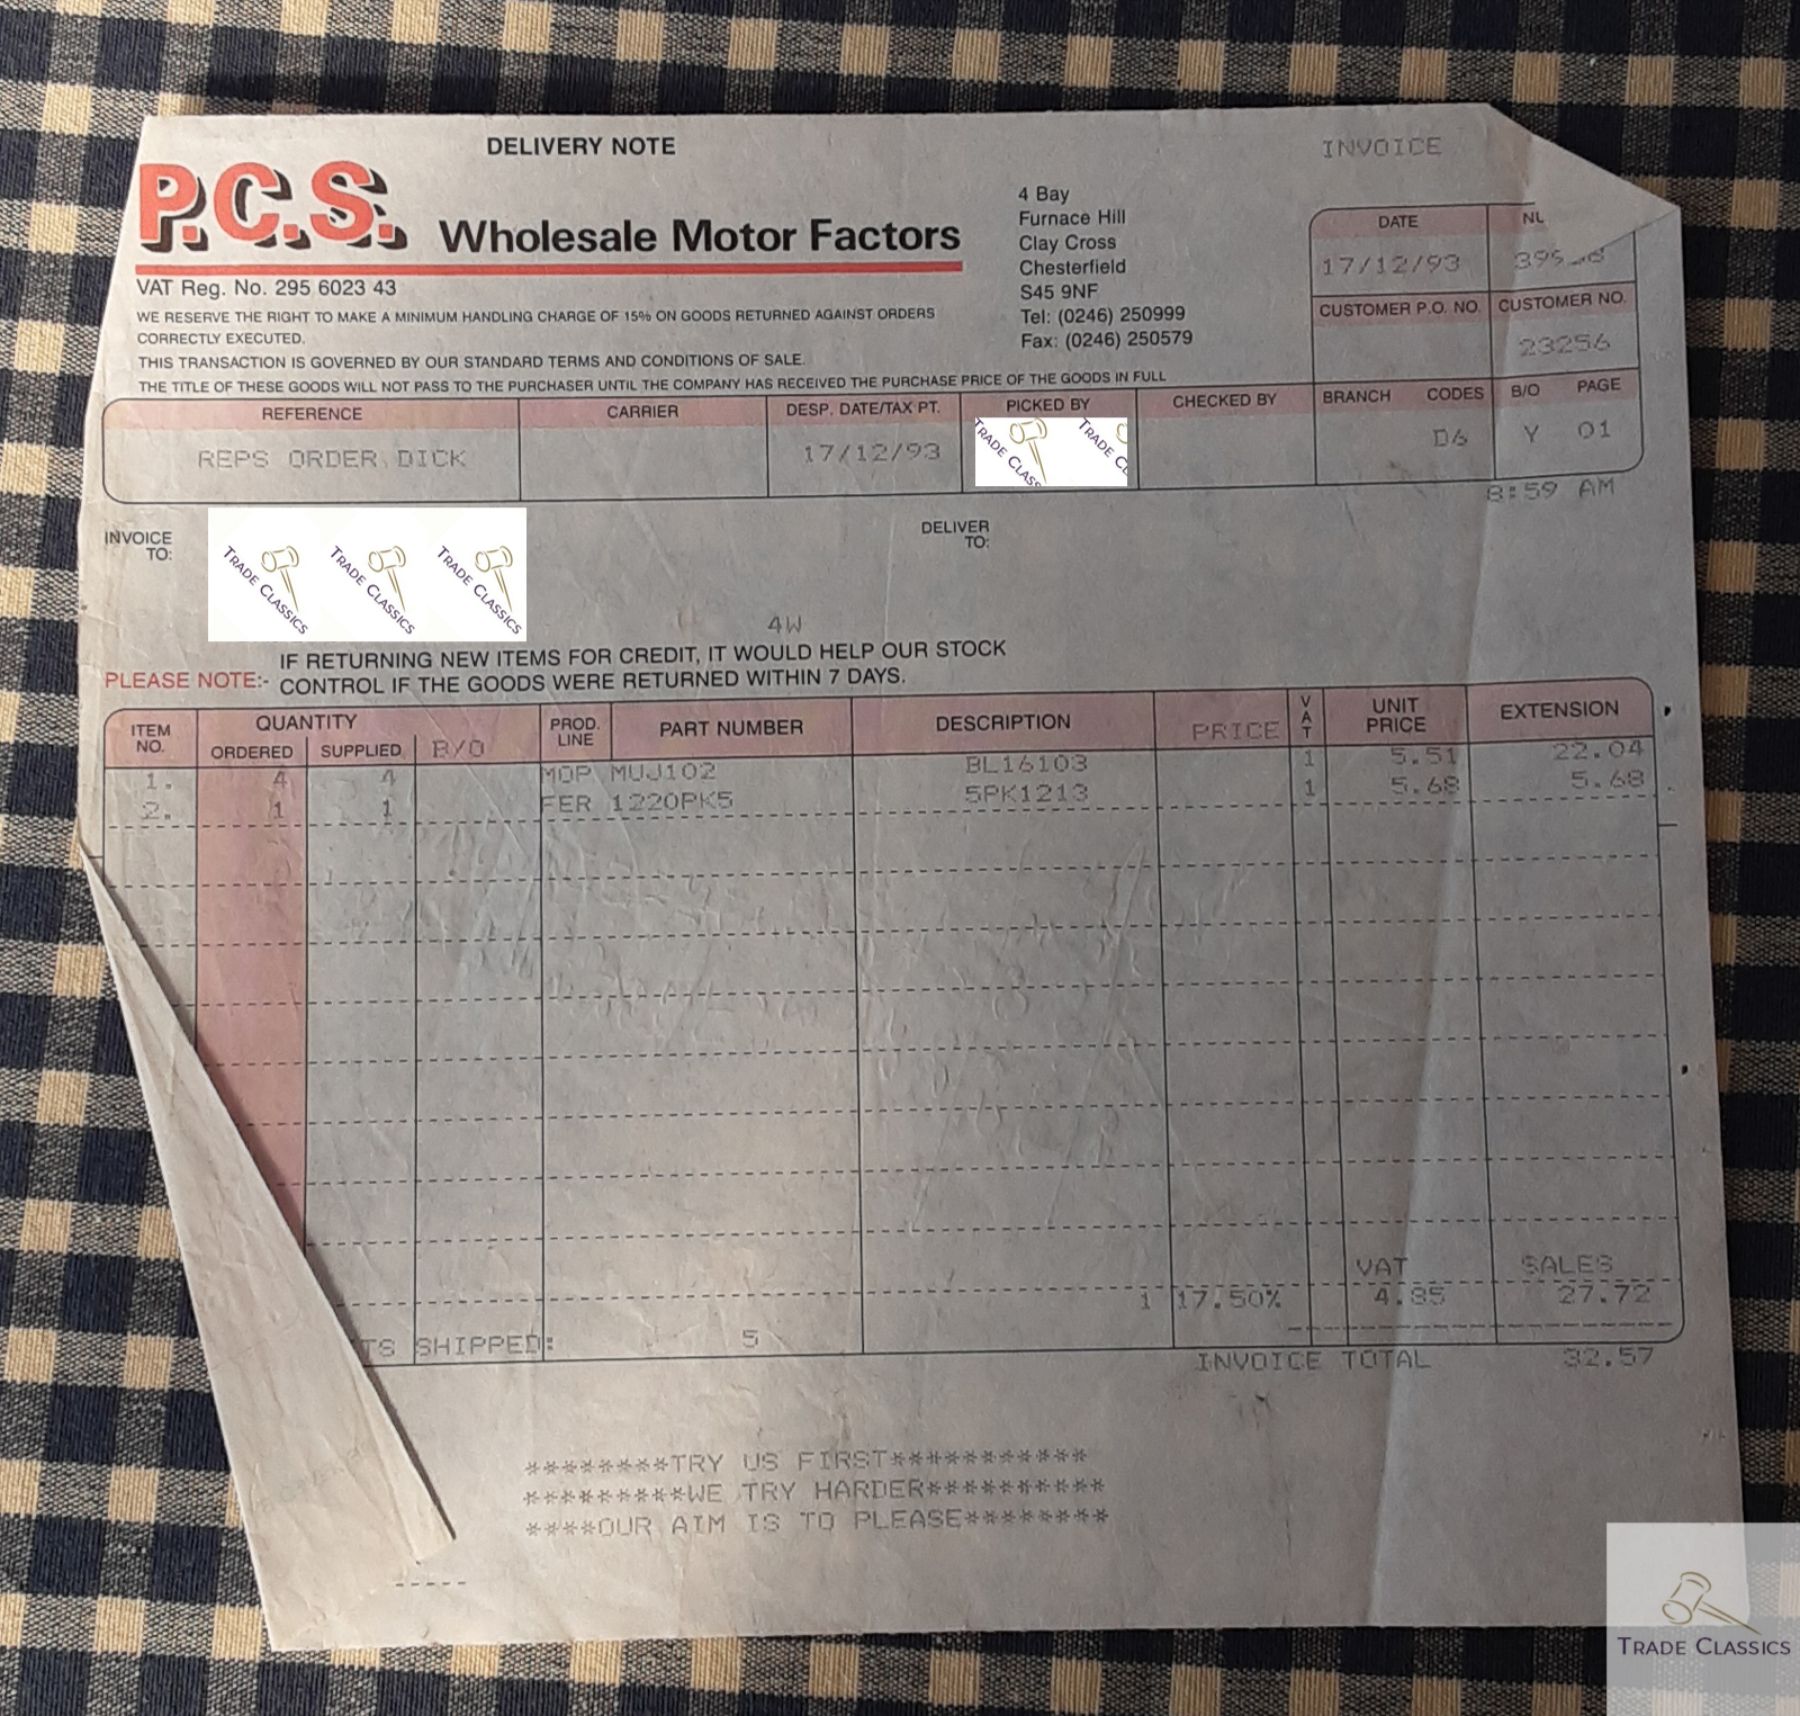 DELIVERY NOTE
INVOICE
P.C.S. Wholesale Motor Factors
VAT Reg. No. 295 6023 43
WE RESERVE THE RIGHT TO MAKE A MINIMUM HANDLING CHARGE OF 15% ON GOODS RETURNED AGAINST ORDERS
CORRECTLY EXECUTED.
THIS TRANSACTION IS GOVERNED BY OUR STANDARD TERMS AND CONDITIONS OF SALE.
THE TITLE OF THESE GOODS WILL NOT PASS TO THE PURCHASER UNTIL THE COMPANY HAS RECEIVED THE PURCHASE PRICE OF THE GOODS IN FULL
4 Bay
Furnace Hill
Clay Cross
Chesterfield
S45 9NF
Tel: (0246) 250999
Fax: (0246) 250579
DATE
17/12/93
CUSTOMER P.O. NO. CUSTOMER NO.
23256
REFERENCE CARRIER DESP. DATE/TAX PT. PICKED BY CHECKED BY BRANCH CODES B/O PAGE
REPS ORDER DICK 17/12/93 TRADE CLASSICS D6 Y 01
8:59 AM
INVOICE TO:
TRADE CLASSICS TRADE CLASSICS TRADE CLASSICS
DELIVER TO:
4W
PLEASE NOTE:- IF RETURNING NEW ITEMS FOR CREDIT, IT WOULD HELP OUR STOCK
CONTROL IF THE GOODS WERE RETURNED WITHIN 7 DAYS.
ITEM NO. QUANTITY ORDERED SUPPLIED B/O PROD. LINE PART NUMBER DESCRIPTION PRICE VAT UNIT PRICE EXTENSION
1. 4 4 MOP MUJ102 BL16103 1 5.51 22.04
2. 1 1 FER 1220PK5 5PK1213 1 5.68 5.68
VAT SALES
1 17.50% 4.85 27.72
TS SHIPPED: 5
INVOICE TOTAL 32.57
********TRY US FIRST***********
*********WE TRY HARDER**********
****OUR AIM IS TO PLEASE********
-----
TRADE CLASSICS